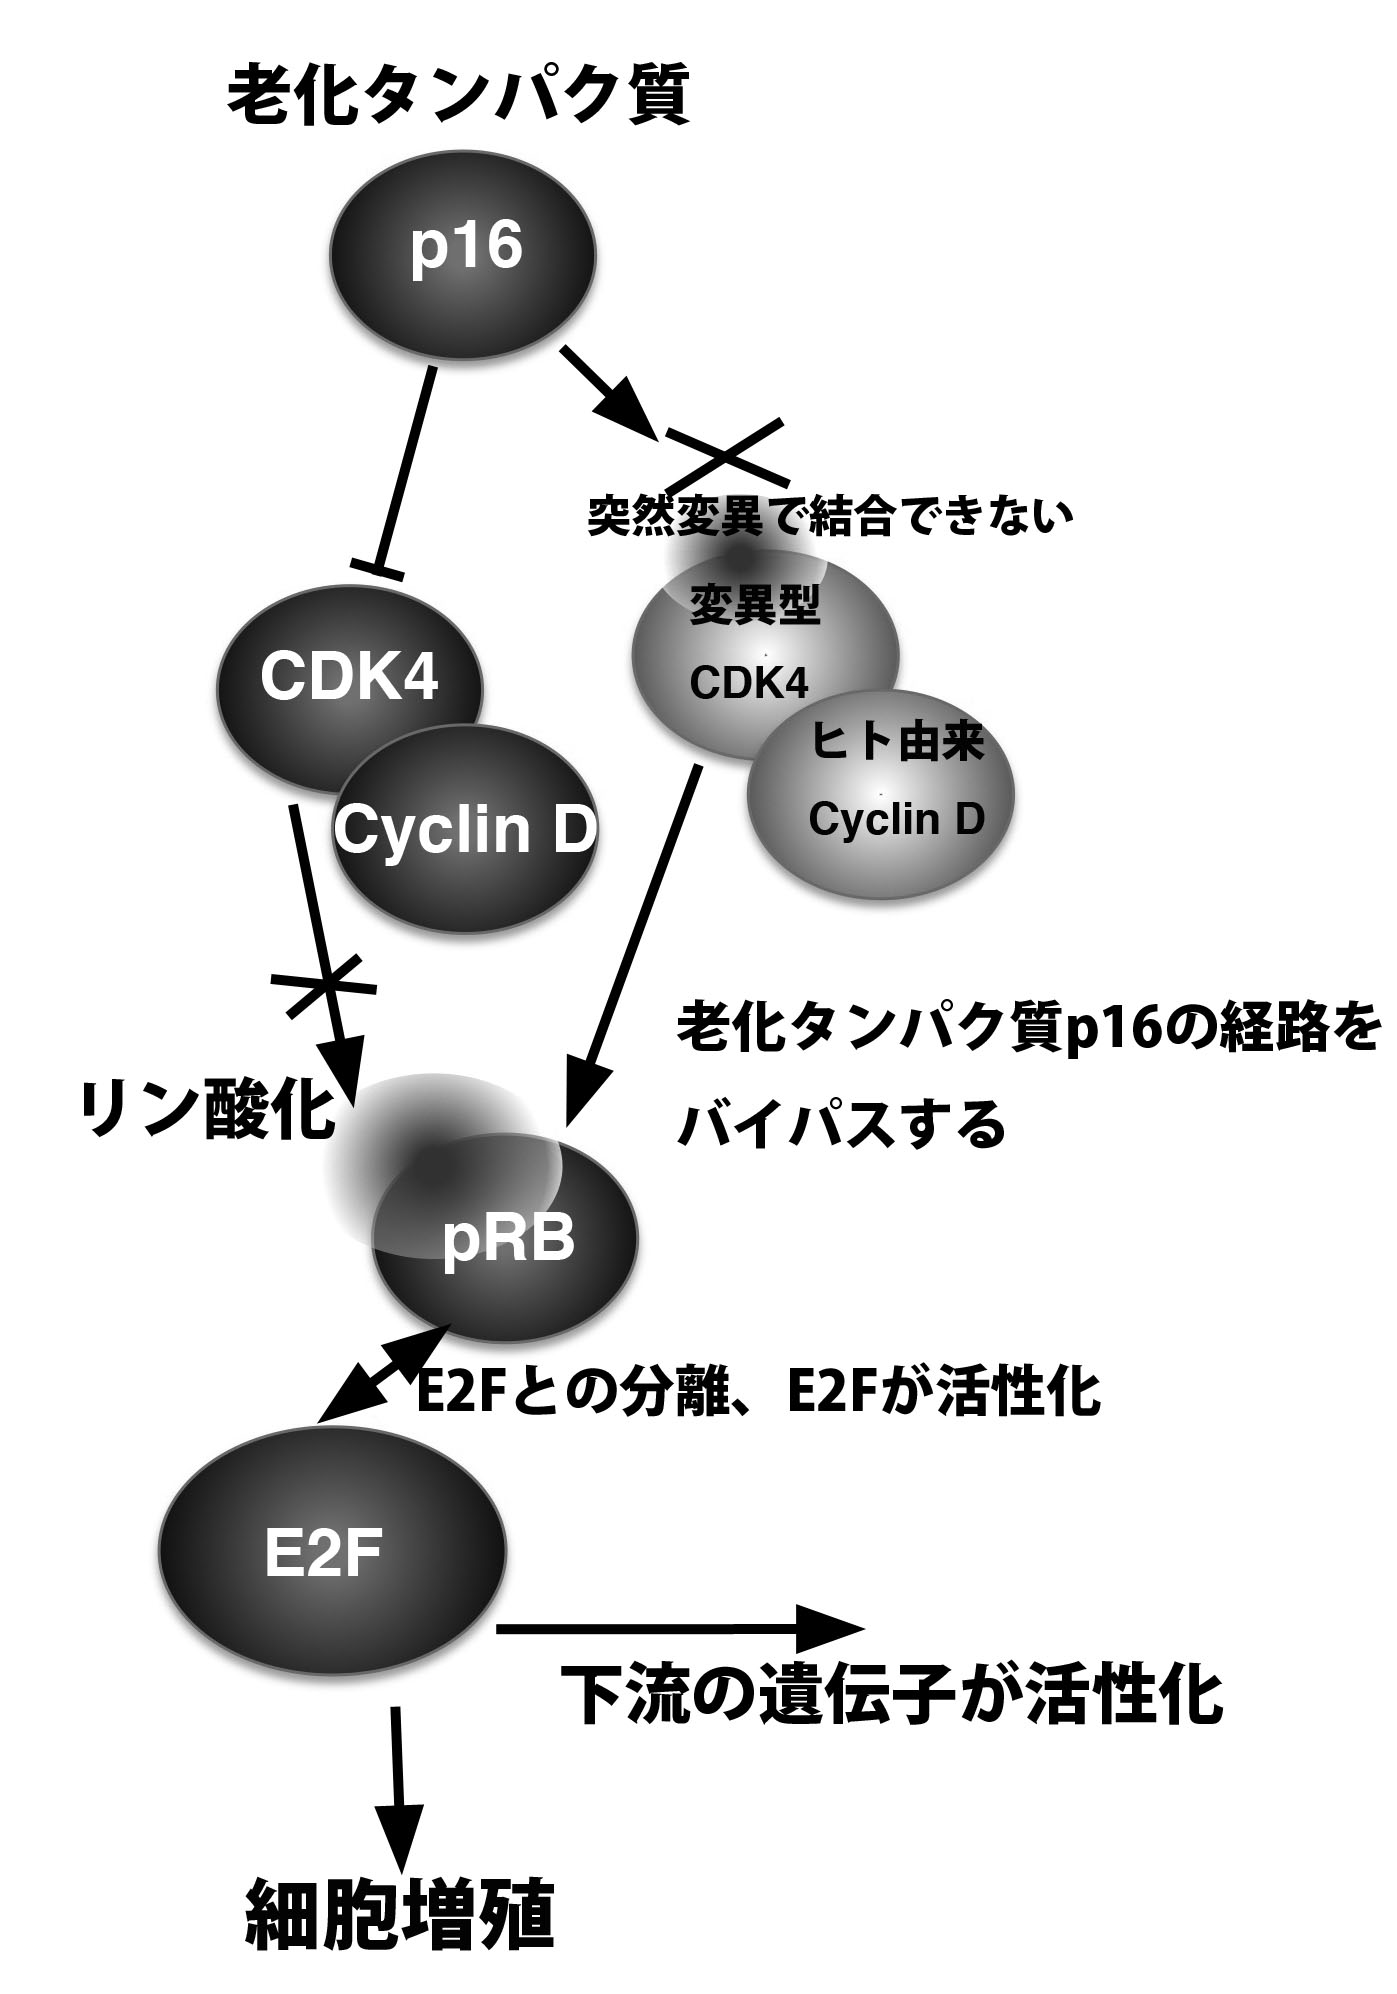 老化タンパク質
p16
突然変異で結合できない
変異型
CDK4
CDK4
ヒト由来
Cyclin D
Cyclin D
老化タンパク質p16の経路を
バイパスする
リン酸化
pRB
E2Fとの分離、E2Fが活性化
E2F
下流の遺伝子が活性化
細胞増殖